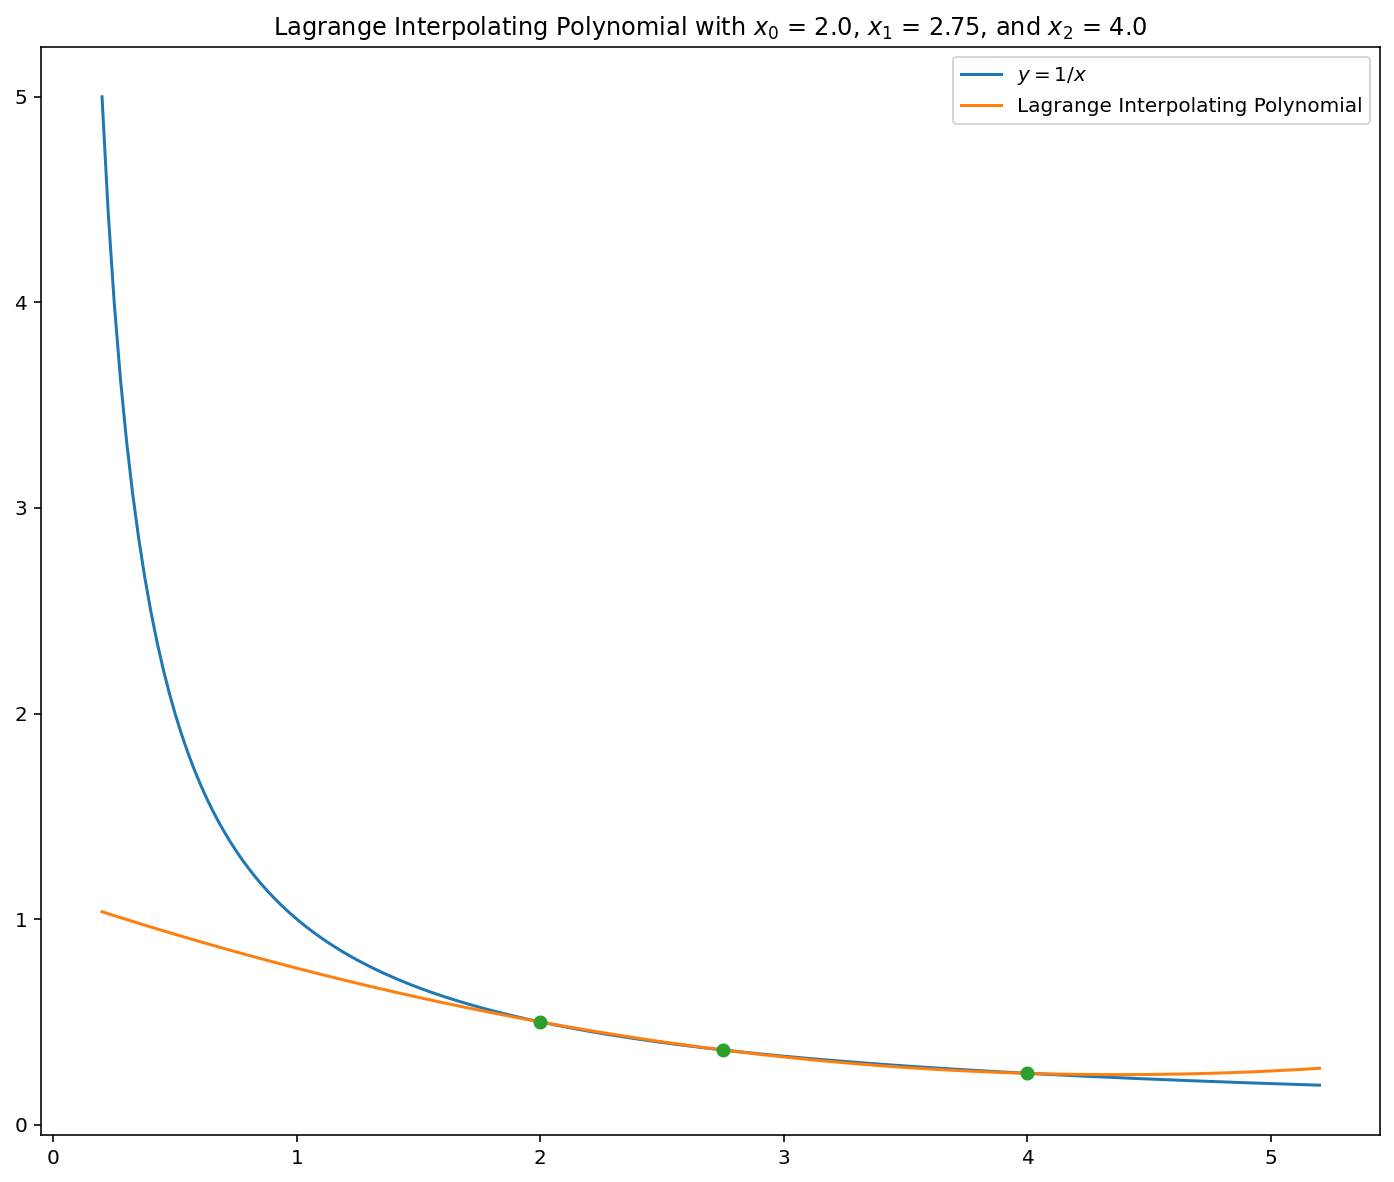 Lagrange Interpolating Polynomial with x₀ = 2.0, x₁ = 2.75, and x₂ = 4.0
y = 1/x
Lagrange Interpolating Polynomial
5
4
3
2
1
0
0 1 2 3 4 5